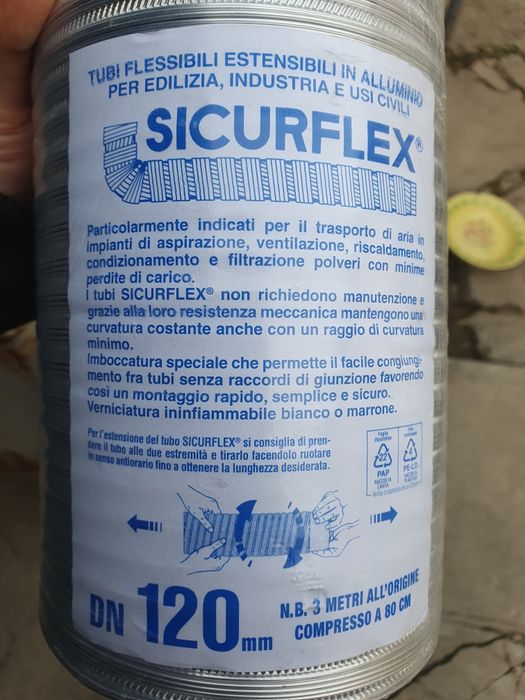 TUBI FLESSIBILI ESTENSIBILI IN ALLUMINIO
PER EDILIZIA, INDUSTRIA E USI CIVILI
SICURFLEX®
Particolarmente indicati per il trasporto di aria in
impianti di aspirazione, ventilazione, riscaldamento,
condizionamento e filtrazione polveri con minime
perdite di carico.
I tubi SICURFLEX® non richiedono manutenzione e
grazie alla loro resistenza meccanica mantengono una
curvatura costante anche con un raggio di curvatura
minimo.
Imboccatura speciale che permette il facile congiungi-
mento fra tubi senza raccordi di giunzione favorendo
così un montaggio rapido, semplice e sicuro.
Verniciatura ininfiammabile bianco o marrone.
Per l'estensione del tubo SICURFLEX® si consiglia di pren-
dere il tubo alle due estremità e tirarlo facendolo ruotare
in senso antiorario fino a ottenere la lunghezza desiderata.
22
PAP
RACCOLTA
CARTA
4
PE-LD
RACCOLTA
PLASTICA
DN 120 mm
N.B. 3 METRI ALL'ORIGINE
COMPRESSO A 80 CM